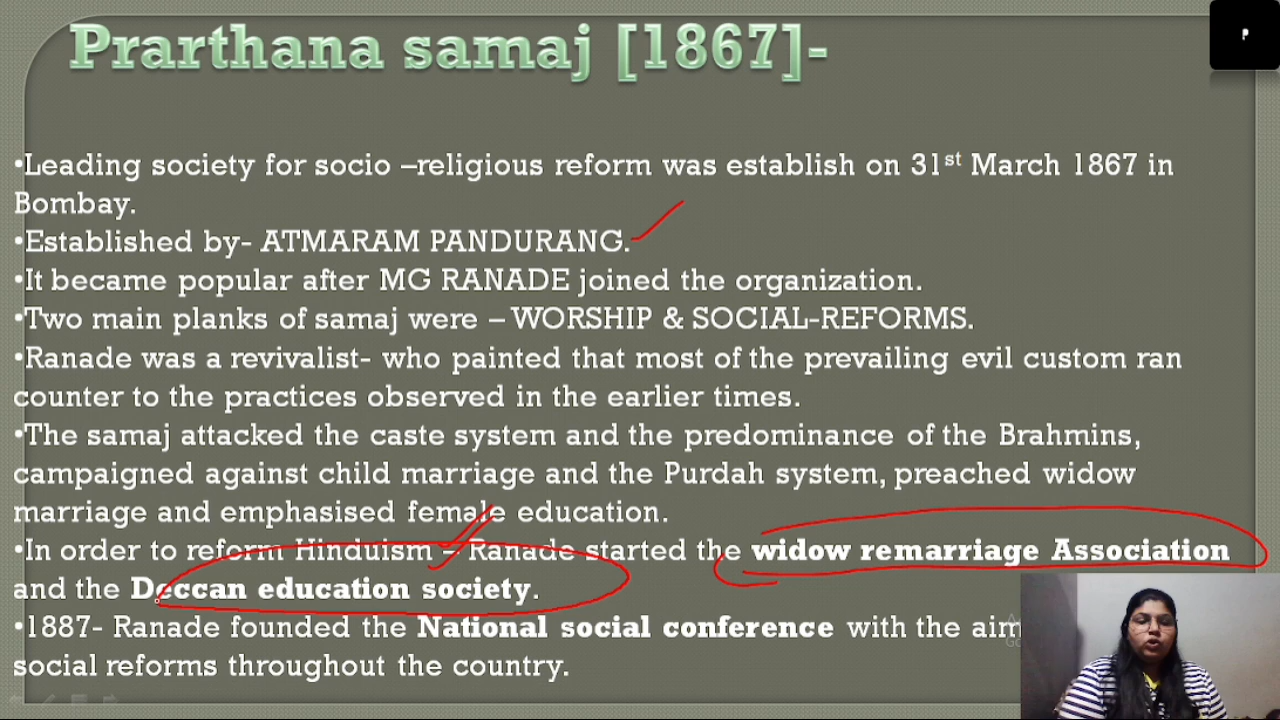 Prarthana samaj [1867]-
•Leading society for socio –religious reform was establish on 31st March 1867 in
Bombay.
•Established by- ATMARAM PANDURANG.
•It became popular after MG RANADE joined the organization.
•Two main planks of samaj were – WORSHIP & SOCIAL-REFORMS.
•Ranade was a revivalist- who painted that most of the prevailing evil custom ran
counter to the practices observed in the earlier times.
•The samaj attacked the caste system and the predominance of the Brahmins,
campaigned against child marriage and the Purdah system, preached widow
marriage and emphasised female education.
•In order to reform Hinduism – Ranade started the widow remarriage Association
and the Deccan education society.
•1887- Ranade founded the National social conference with the aim
social reforms throughout the country.